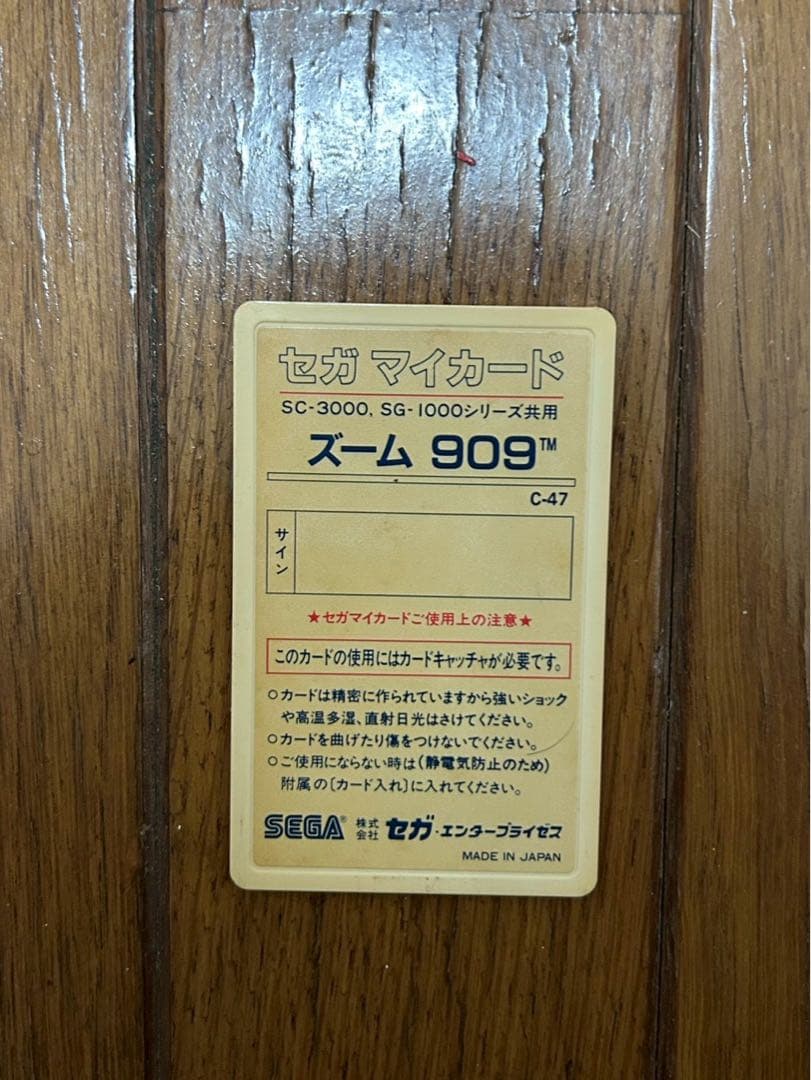 セガ マイカード
SC-3000, SG-1000シリーズ共用
ズーム 909™
C-47
サイン
★セガマイカードご使用上の注意★
このカードの使用にはカードキャッチャが必要です。
○カードは精密に作られていますから強いショック
や高温多湿、直射日光はさけてください。
○カードを曲げたり傷をつけないでください。
○ご使用にならない時は(静電気防止のため)
附属の〔カード入れ〕に入れてください。
SEGA® 株式会社 セガ・エンタープライゼス
MADE IN JAPAN